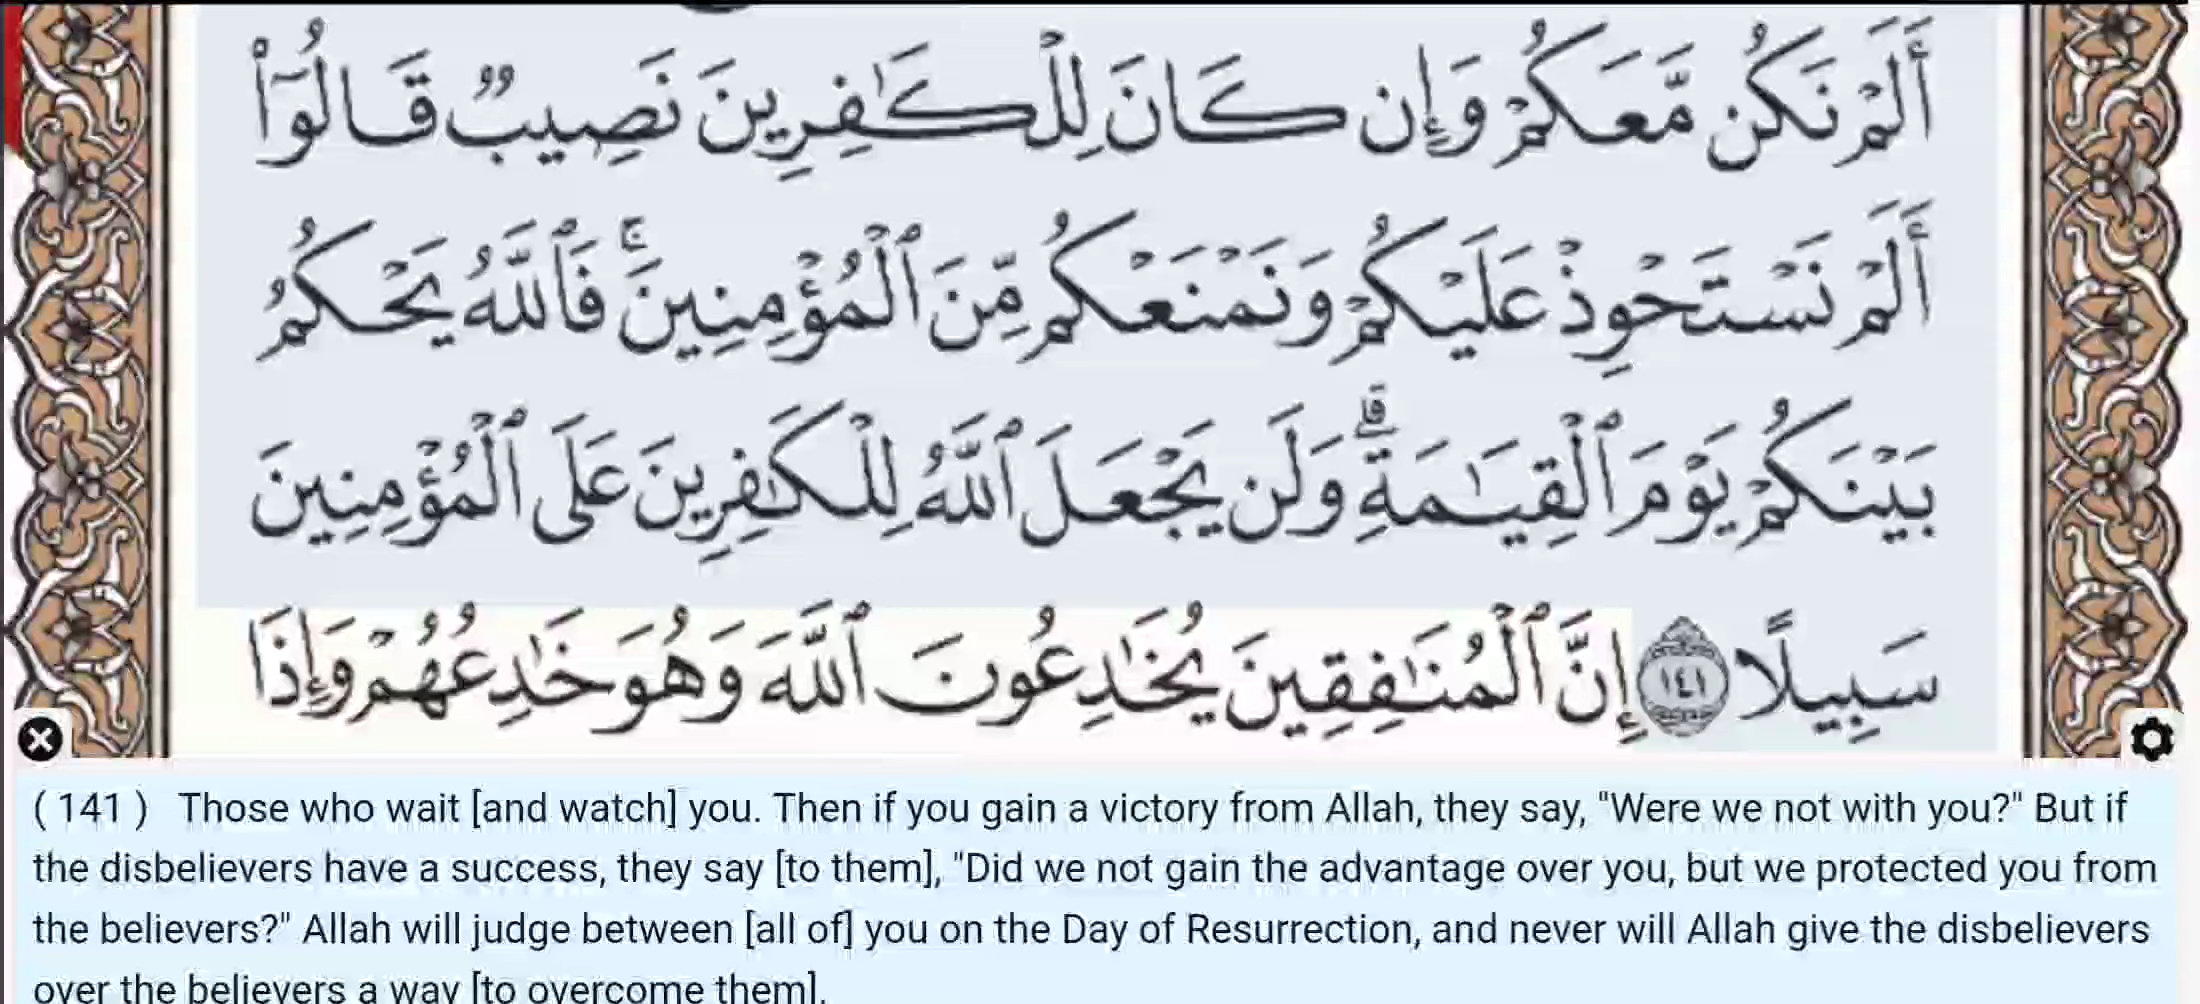 أَلَمْ نَكُن مَّعَكُمْ وَإِن كَانَ لِلْكَـٰفِرِينَ نَصِيبٌ قَالُوٓا۟
أَلَمْ نَسْتَحْوِذْ عَلَيْكُمْ وَنَمْنَعْكُم مِّنَ ٱلْمُؤْمِنِينَ ۚ فَٱللَّهُ يَحْكُمُ
بَيْنَكُمْ يَوْمَ ٱلْقِيَـٰمَةِ ۗ وَلَن يَجْعَلَ ٱللَّهُ لِلْكَـٰفِرِينَ عَلَى ٱلْمُؤْمِنِينَ
سَبِيلًا ١٤١ إِنَّ ٱلْمُنَـٰفِقِينَ يُخَـٰدِعُونَ ٱللَّهَ وَهُوَ خَـٰدِعُهُمْ وَإِذَا
( 141 ) Those who wait [and watch] you. Then if you gain a victory from Allah, they say, "Were we not with you?" But if
the disbelievers have a success, they say [to them], "Did we not gain the advantage over you, but we protected you from
the believers?" Allah will judge between [all of] you on the Day of Resurrection, and never will Allah give the disbelievers
over the believers a way [to overcome them].